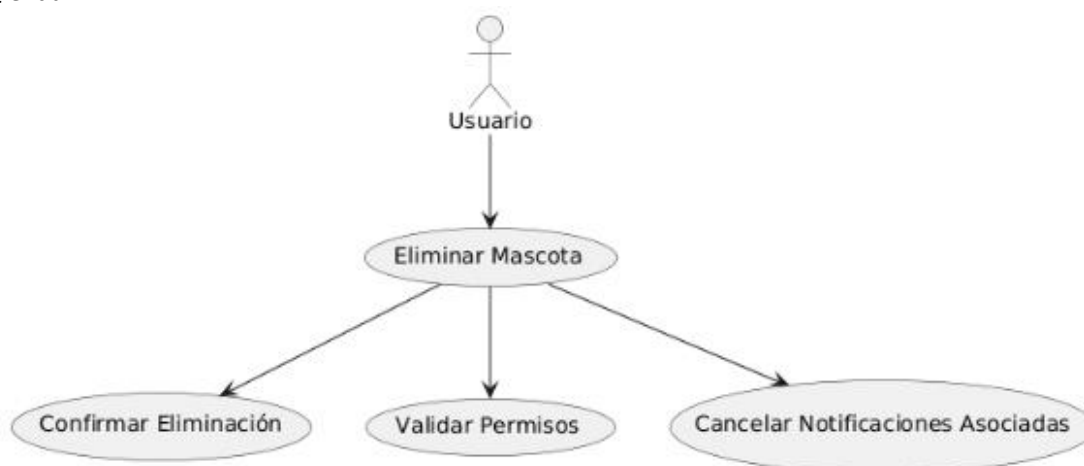 Usuario
Eliminar Mascota
Confirmar Eliminación
Validar Permisos
Cancelar Notificaciones Asociadas